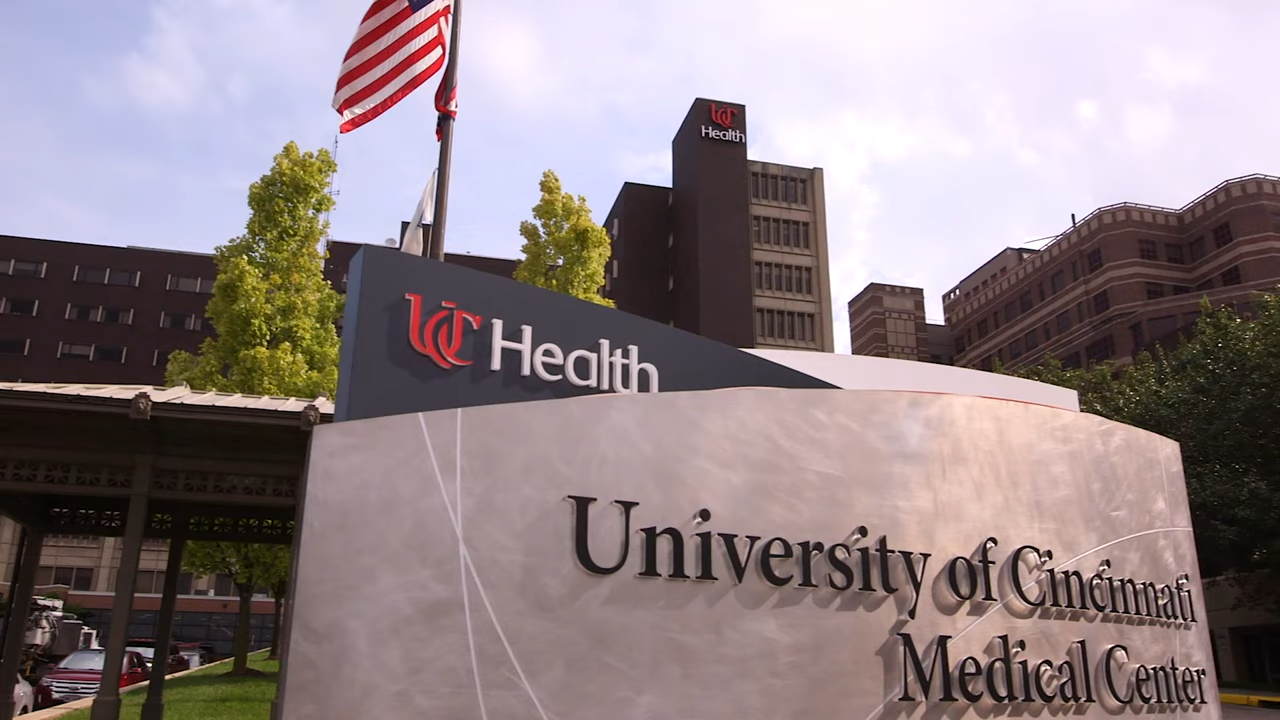 UC
Health
UC Health
University of Cincinnati
Medical Center